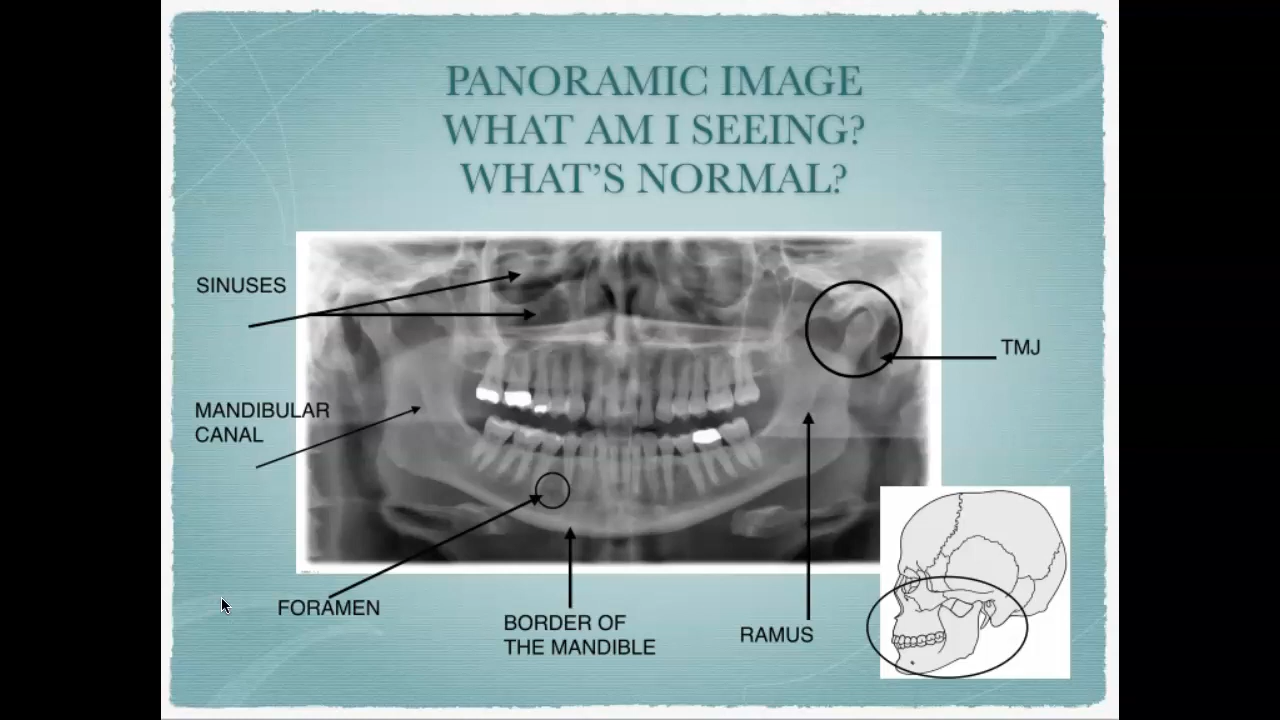 PANORAMIC IMAGE
WHAT AM I SEEING?
WHAT'S NORMAL?
SINUSES
TMJ
MANDIBULAR
CANAL
FORAMEN
BORDER OF
THE MANDIBLE
RAMUS